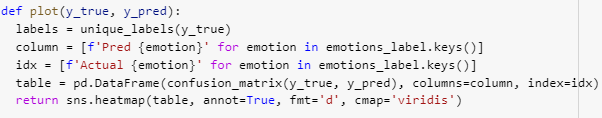 def plot(y_true, y_pred):
  labels = unique_labels(y_true)
  column = [f'Pred {emotion}' for emotion in emotions_label.keys()]
  idx = [f'Actual {emotion}' for emotion in emotions_label.keys()]
  table = pd.DataFrame(confusion_matrix(y_true, y_pred), columns=column, index=idx)
  return sns.heatmap(table, annot=True, fmt='d', cmap='viridis')